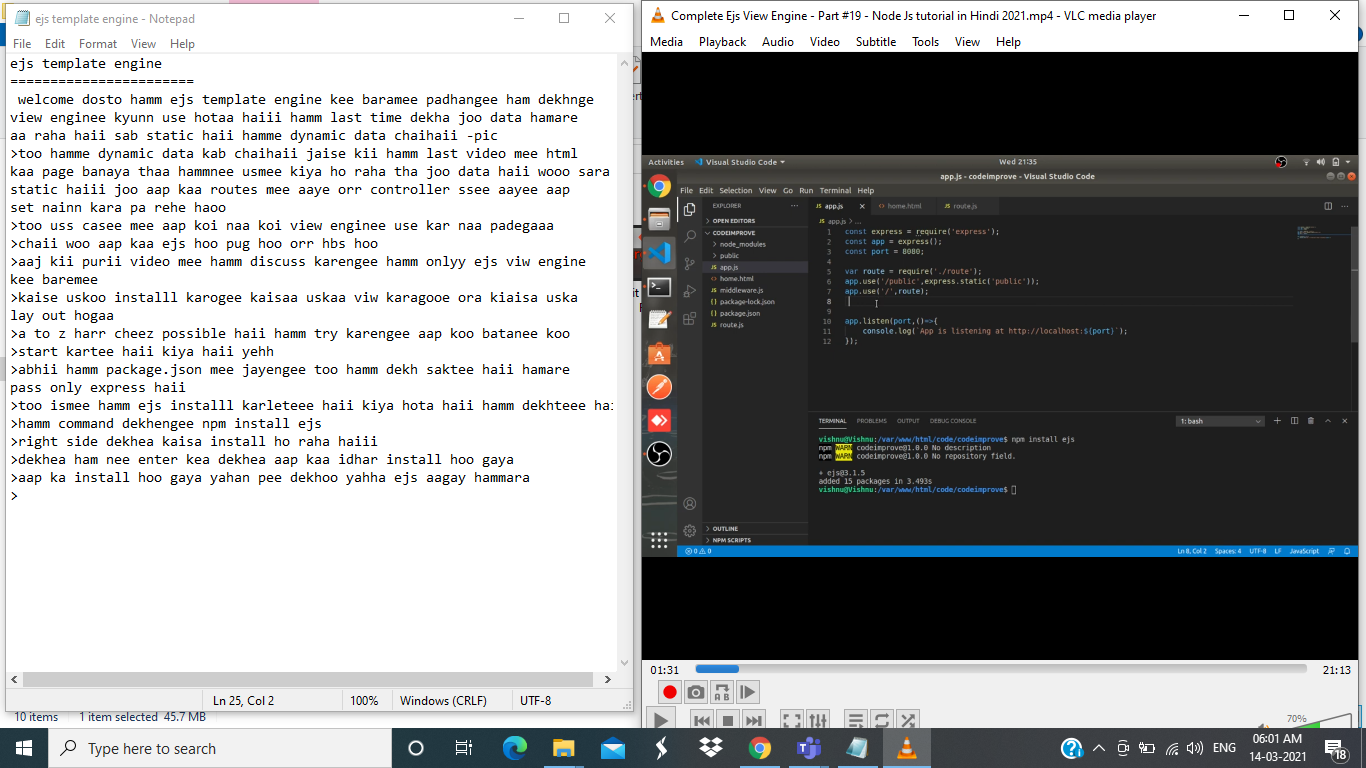 ejs template engine - Notepad
File Edit Format View Help
ejs template engine
=======================
welcome dosto hamm ejs template engine kee baramee padhangee ham dekhnge
view enginee kyunn use hotaa haiii hamm last time dekha joo data hamare
aa raha haii sab static haii hamme dynamic data chaihaii -pic
>too hamme dynamic data kab chaihaii jaise kii hamm last video mee html
kaa page banaya thaa hammnee usmee kiya ho raha tha joo data haii wooo sara
static haiii joo aap kaa routes mee aaye orr controller ssee aayee aap
set nainn kara pa rehe haoo
>too uss casee mee aap koi naa koi view enginee use kar naa padegaaa
>chaii woo aap kaa ejs hoo pug hoo orr hbs hoo
>aaj kii purii video mee hamm discuss karengee hamm onlyy ejs viw engine
kee baremee
>kaise uskoo installl karogee kaisaa uskaa viw karagooe ora kiaisa uska
lay out hogaa
>a to z harr cheez possible haii hamm try karengee aap koo batanee koo
>start kartee haii kiya haii yehh
>abhii hamm package.json mee jayengee too hamm dekh saktee haii hamare
pass only express haii
>too ismee hamm ejs installl karleteee haii kiya hota haii hamm dekhteee ha
>hamm command dekhengee npm install ejs
>right side dekhea kaisa install ho raha haiii
>dekhea ham nee enter kea dekhea aap kaa idhar install hoo gaya
>aap ka install hoo gaya yahan pee dekhoo yahha ejs aagay hammara
>
Ln 25, Col 2 100% Windows (CRLF) UTF-8
10 items 1 item selected 45.7 MB
Complete Ejs View Engine - Part #19 - Node Js tutorial in Hindi 2021.mp4 - VLC media player
Media Playback Audio Video Subtitle Tools View Help
Activities Visual Studio Code Wed 21:35
app.js - codeimprove - Visual Studio Code
File Edit Selection View Go Run Terminal Help
EXPLORER
OPEN EDITORS
CODEIMPROVE
node_modules
public
JS app.js
<> home.html
JS middleware.js
{} package-lock.json
{} package.json
JS route.js
OUTLINE
NPM SCRIPTS
JS app.js <> home.html JS route.js
JS app.js > ...
1 const express = require('express');
2 const app = express();
3 const port = 8080;
4
5 var route = require('./route');
6 app.use('/public',express.static('public'));
7 app.use('/',route);
8
9
10 app.listen(port,()=>{
11 console.log(`App is listening at http://localhost:${port}`);
12 });
TERMINAL PROBLEMS OUTPUT DEBUG CONSOLE 1: bash
vishnu@Vishnu:/var/www/html/code/codeimprove$ npm install ejs
npm WARN codeimprove@1.0.0 No description
npm WARN codeimprove@1.0.0 No repository field.
+ ejs@3.1.5
added 15 packages in 3.493s
vishnu@Vishnu:/var/www/html/code/codeimprove$
0 0 Ln 8, Col 2 Spaces: 4 UTF-8 LF JavaScript
01:31 21:13
AB
70%
Type here to search
ENG
06:01 AM
14-03-2021
18